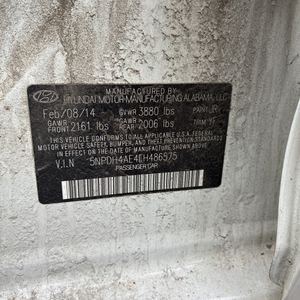 MANUFACTURED BY
HYUNDAI MOTOR MANUFACTURING ALABAMA, LLC
Feb/08/14 GVWR 3880 lbs PAINT:
GAWR FRONT 2161 lbs GAWR REAR 2006 lbs TRIM:
THIS VEHICLE CONFORMS TO ALL APPLICABLE U.S. FEDERAL
MOTOR VEHICLE SAFETY, BUMPER, AND THEFT PREVENTION STANDARDS
IN EFFECT ON THE DATE OF MANUFACTURE SHOWN ABOVE.
V.I.N 5NPDH4AE4EH486575
PASSENGER CAR